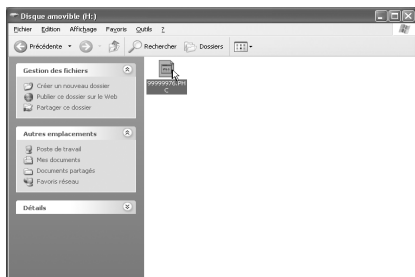 Disque amovible (H:)
Fichier Edition Affichage Favoris Outils ?
Précédente Rechercher Dossiers
Gestion des fichiers
Créer un nouveau dossier
Publier ce dossier sur le Web
Partager ce dossier
Autres emplacements
Poste de travail
Mes documents
Documents partagés
Favoris réseau
Détails
99999976.PH
C